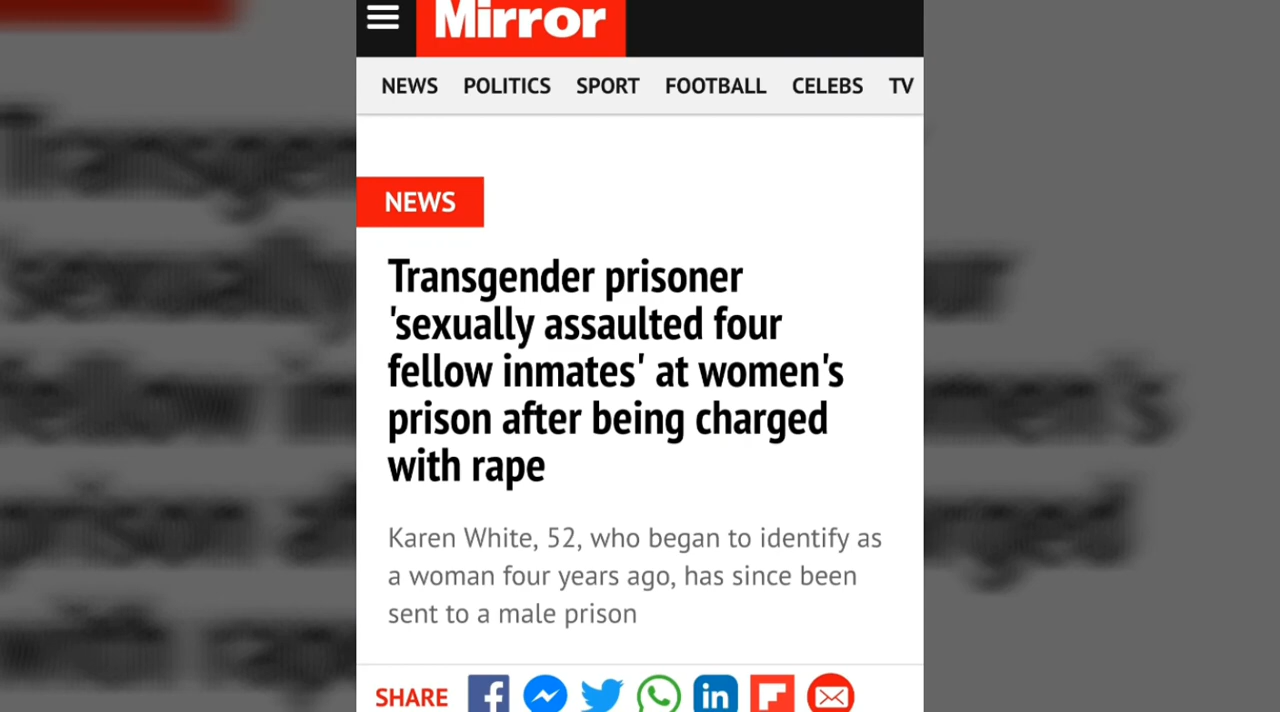 Mirror
NEWS POLITICS SPORT FOOTBALL CELEBS TV
NEWS
Transgender prisoner
'sexually assaulted four
fellow inmates' at women's
prison after being charged
with rape
Karen White, 52, who began to identify as
a woman four years ago, has since been
sent to a male prison
SHARE